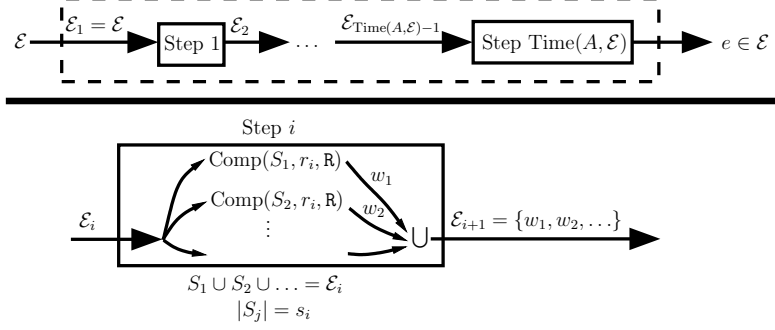 ℰ ℰ₁ = ℰ Step 1 ℰ₂ … ℰ_{Time(A,ℰ)−1} Step Time(A, ℰ) e ∈ ℰ
Step i
Comp(S₁, rᵢ, R) w₁
Comp(S₂, rᵢ, R) w₂
ℰᵢ ⋮ ⋃ ℰᵢ₊₁ = {w₁, w₂, …}
S₁ ∪ S₂ ∪ … = ℰᵢ
|Sⱼ| = sᵢ